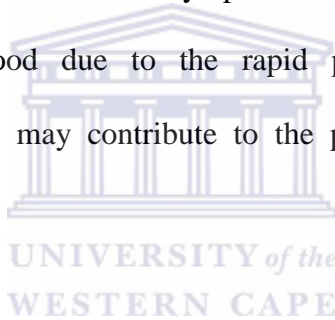 ood due to the rapid p
may contribute to the p
UNIVERSITY of the
WESTERN CAPE